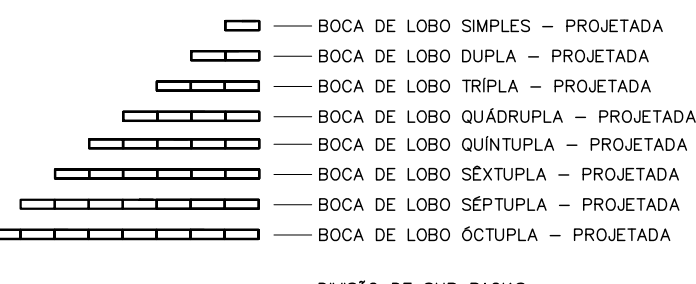 BOCA DE LOBO SIMPLES – PROJETADA
BOCA DE LOBO DUPLA – PROJETADA
BOCA DE LOBO TRÍPLA – PROJETADA
BOCA DE LOBO QUÁDRUPLA – PROJETADA
BOCA DE LOBO QUÍNTUPLA – PROJETADA
BOCA DE LOBO SÊXTUPLA – PROJETADA
BOCA DE LOBO SÉPTUPLA – PROJETADA
BOCA DE LOBO ÓCTUPLA – PROJETADA